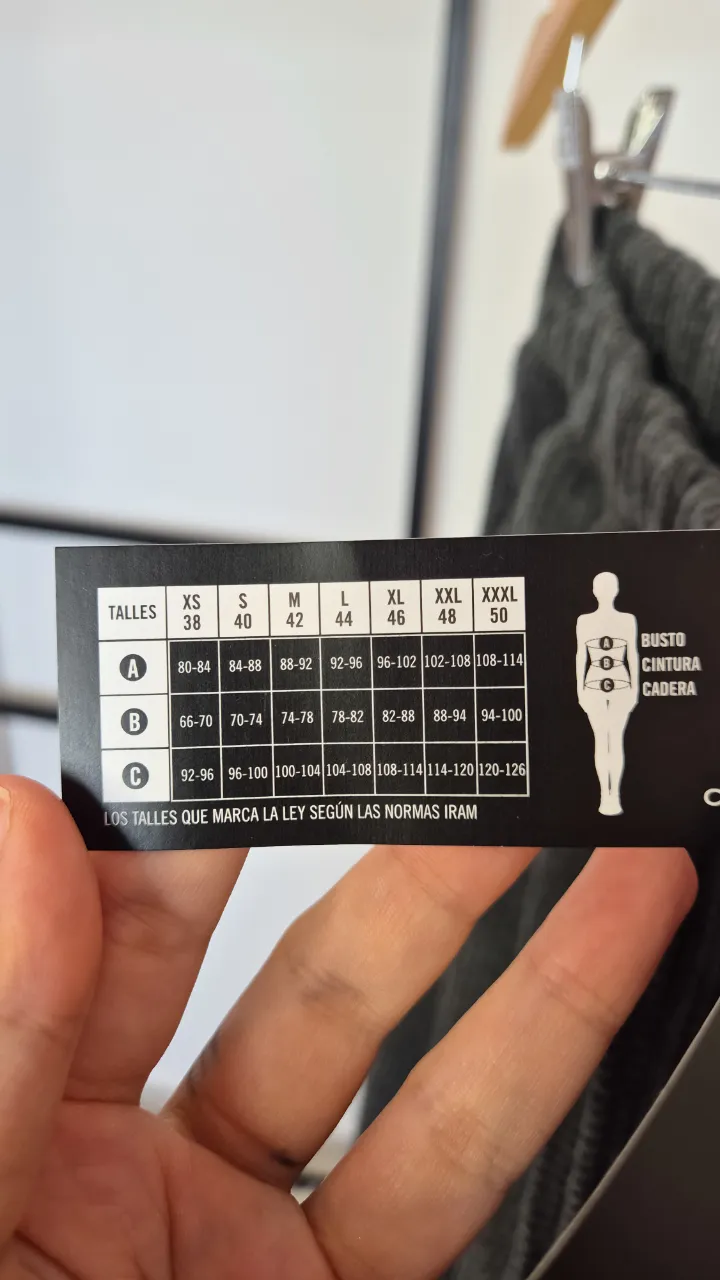 TALLES XS 38 S 40 M 42 L 44 XL 46 XXL 48 XXXL 50
A 80-84 84-88 88-92 92-96 96-102 102-108 108-114
B 66-70 70-74 74-78 78-82 82-88 88-94 94-100
C 92-96 96-100 100-104 104-108 108-114 114-120 120-126
LOS TALLES QUE MARCA LA LEY SEGÚN LAS NORMAS IRAM
A BUSTO
B CINTURA
C CADERA